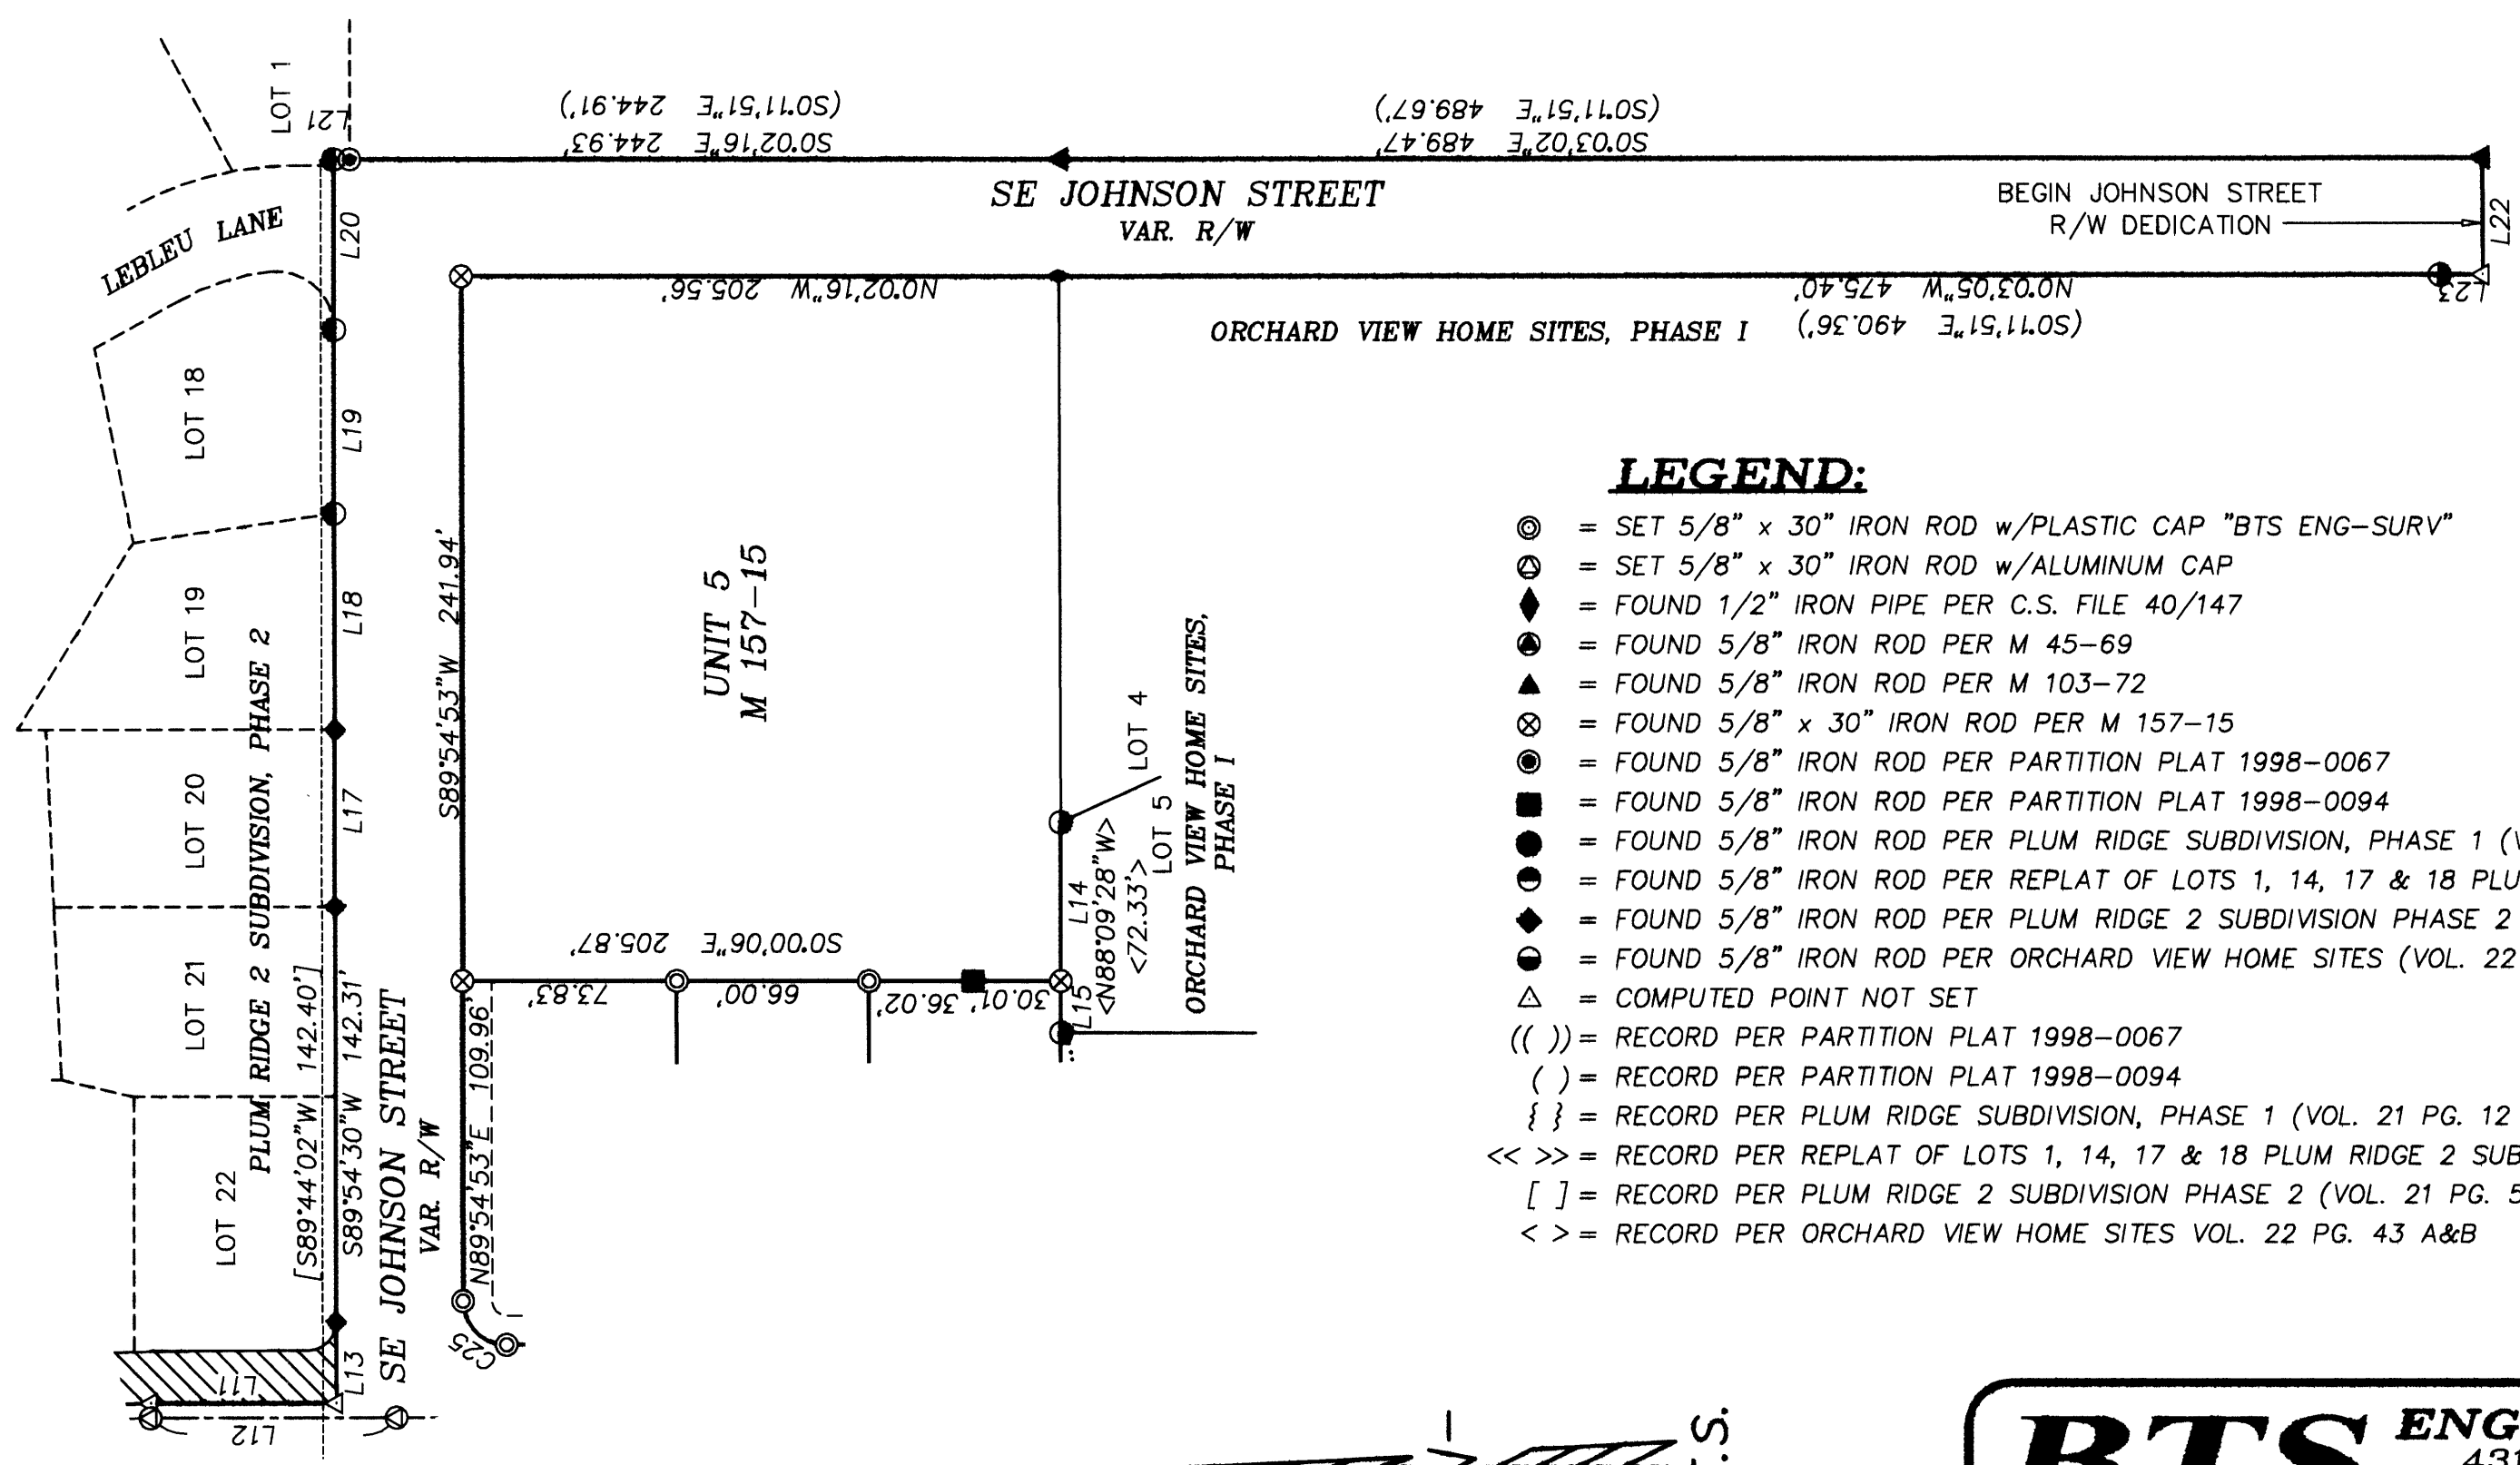 LOT 1
L21
(S0°11'51"E 244.91')
S0°02'16"E 244.93'
(S0°11'51"E 489.67')
S0°03'02"E 489.47'
SE JOHNSON STREET
VAR. R/W
BEGIN JOHNSON STREET
R/W DEDICATION
L22
L23
LEBLEU LANE
L20
N0°02'16"W 205.56'
N0°03'05"W 475.40'
(S0°11'51"E 490.36')
ORCHARD VIEW HOME SITES, PHASE I
LOT 18
L19
LOT 19
L18
LOT 20
L17
LOT 21
LOT 22
PLUM RIDGE 2 SUBDIVISION, PHASE 2
[S89°44'02"W 142.40']
S89°54'30"W 142.31'
SE JOHNSON STREET
VAR. R/W
L13
L11
L12
S89°54'53"W 241.94'
UNIT 5
M 157-15
N89°54'53"E 109.96'
C25
S0°00'06"E 205.87'
73.83'
66.00'
36.02'
30.01'
L15
L14
<N88°09'28"W>
<72.33'>
LOT 4
LOT 5
ORCHARD VIEW HOME SITES,
PHASE I
LEGEND:
= SET 5/8" x 30" IRON ROD w/PLASTIC CAP "BTS ENG-SURV"
= SET 5/8" x 30" IRON ROD w/ALUMINUM CAP
= FOUND 1/2" IRON PIPE PER C.S. FILE 40/147
= FOUND 5/8" IRON ROD PER M 45-69
= FOUND 5/8" IRON ROD PER M 103-72
= FOUND 5/8" x 30" IRON ROD PER M 157-15
= FOUND 5/8" IRON ROD PER PARTITION PLAT 1998-0067
= FOUND 5/8" IRON ROD PER PARTITION PLAT 1998-0094
= FOUND 5/8" IRON ROD PER PLUM RIDGE SUBDIVISION, PHASE 1 (V
= FOUND 5/8" IRON ROD PER REPLAT OF LOTS 1, 14, 17 & 18 PLU
= FOUND 5/8" IRON ROD PER PLUM RIDGE 2 SUBDIVISION PHASE 2
= FOUND 5/8" IRON ROD PER ORCHARD VIEW HOME SITES (VOL. 22
= COMPUTED POINT NOT SET
(( )) = RECORD PER PARTITION PLAT 1998-0067
( ) = RECORD PER PARTITION PLAT 1998-0094
{ } = RECORD PER PLUM RIDGE SUBDIVISION, PHASE 1 (VOL. 21 PG. 12
<< >> = RECORD PER REPLAT OF LOTS 1, 14, 17 & 18 PLUM RIDGE 2 SUB
[ ] = RECORD PER PLUM RIDGE 2 SUBDIVISION PHASE 2 (VOL. 21 PG. 5
< > = RECORD PER ORCHARD VIEW HOME SITES VOL. 22 PG. 43 A&B
BTS ENG
431